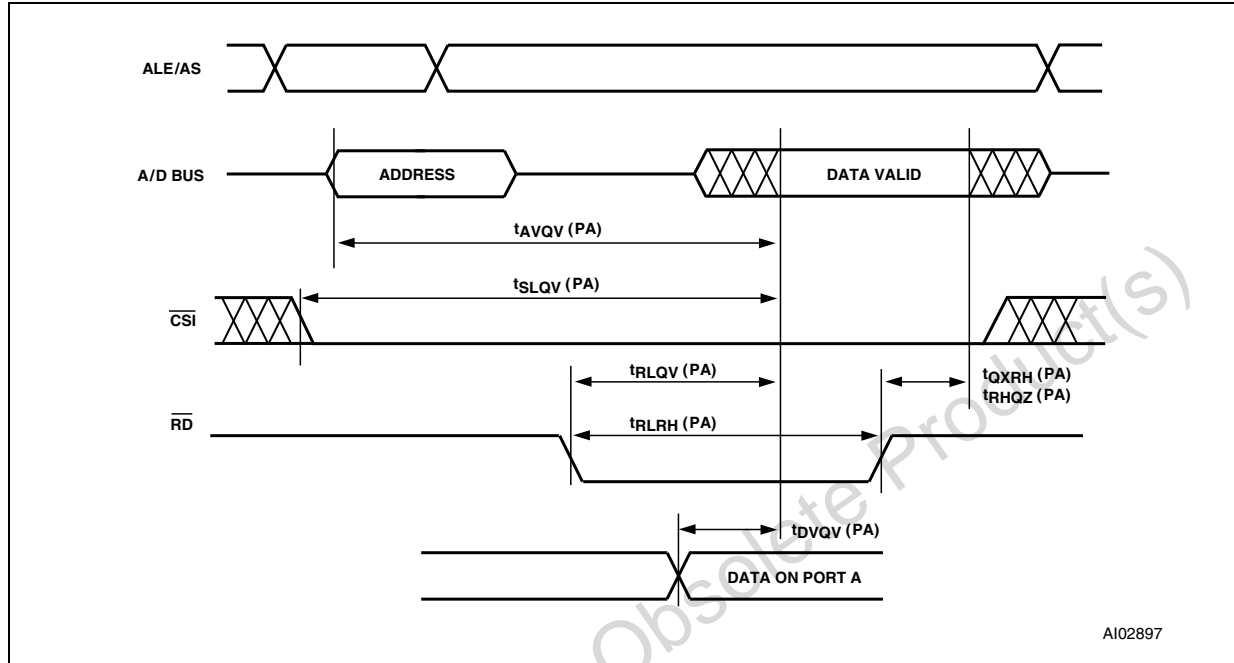 ALE/AS
A/D BUS
ADDRESS
DATA VALID
tAVQV (PA)
tSLQV (PA)
CSI
tRLQV (PA)
tQXRH (PA)
tRHQZ (PA)
RD
tRLRH (PA)
tDVQV (PA)
DATA ON PORT A
Obsolete Product(s)
AI02897